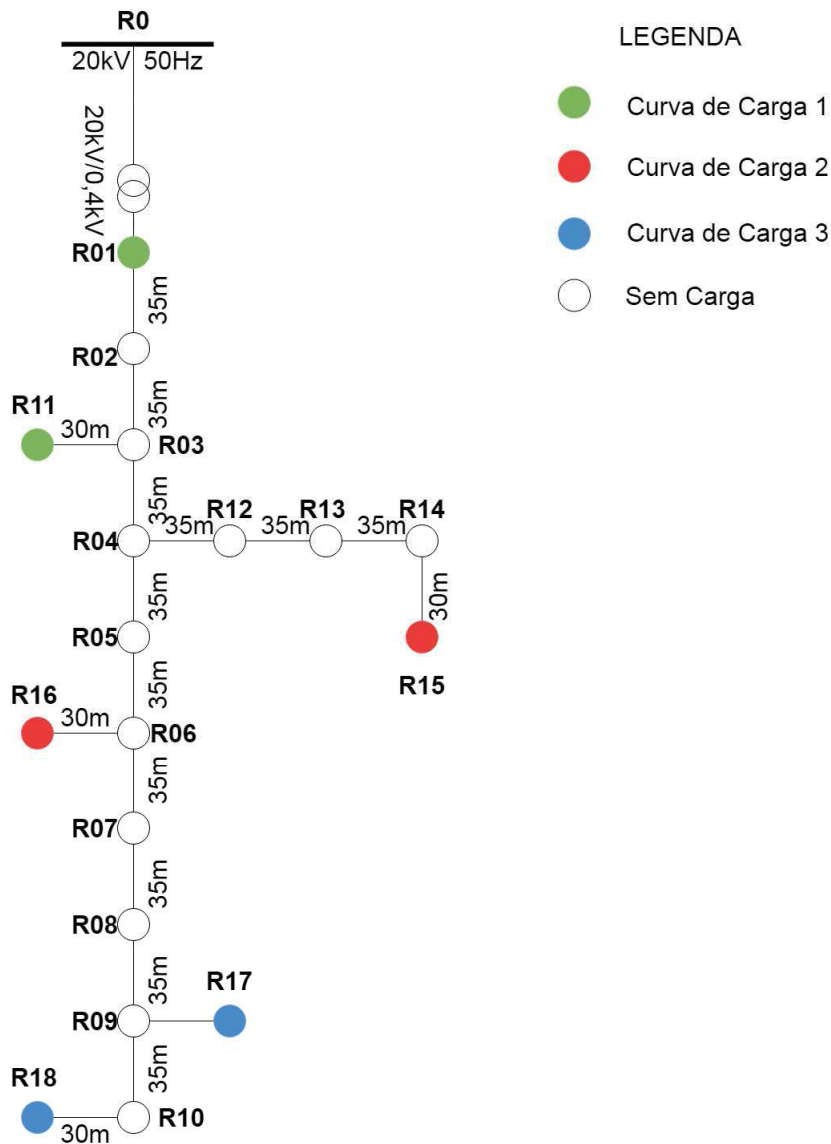 R0
20kV 50Hz
20kV/0,4kV
R01
35m
R02
35m
R11
30m
R03
35m
R04
35m
R12
35m
R13
35m
R14
30m
R15
35m
R05
35m
R16
30m
R06
35m
R07
35m
R08
35m
R17
R09
35m
R18
30m
R10
LEGENDA
Curva de Carga 1
Curva de Carga 2
Curva de Carga 3
Sem Carga